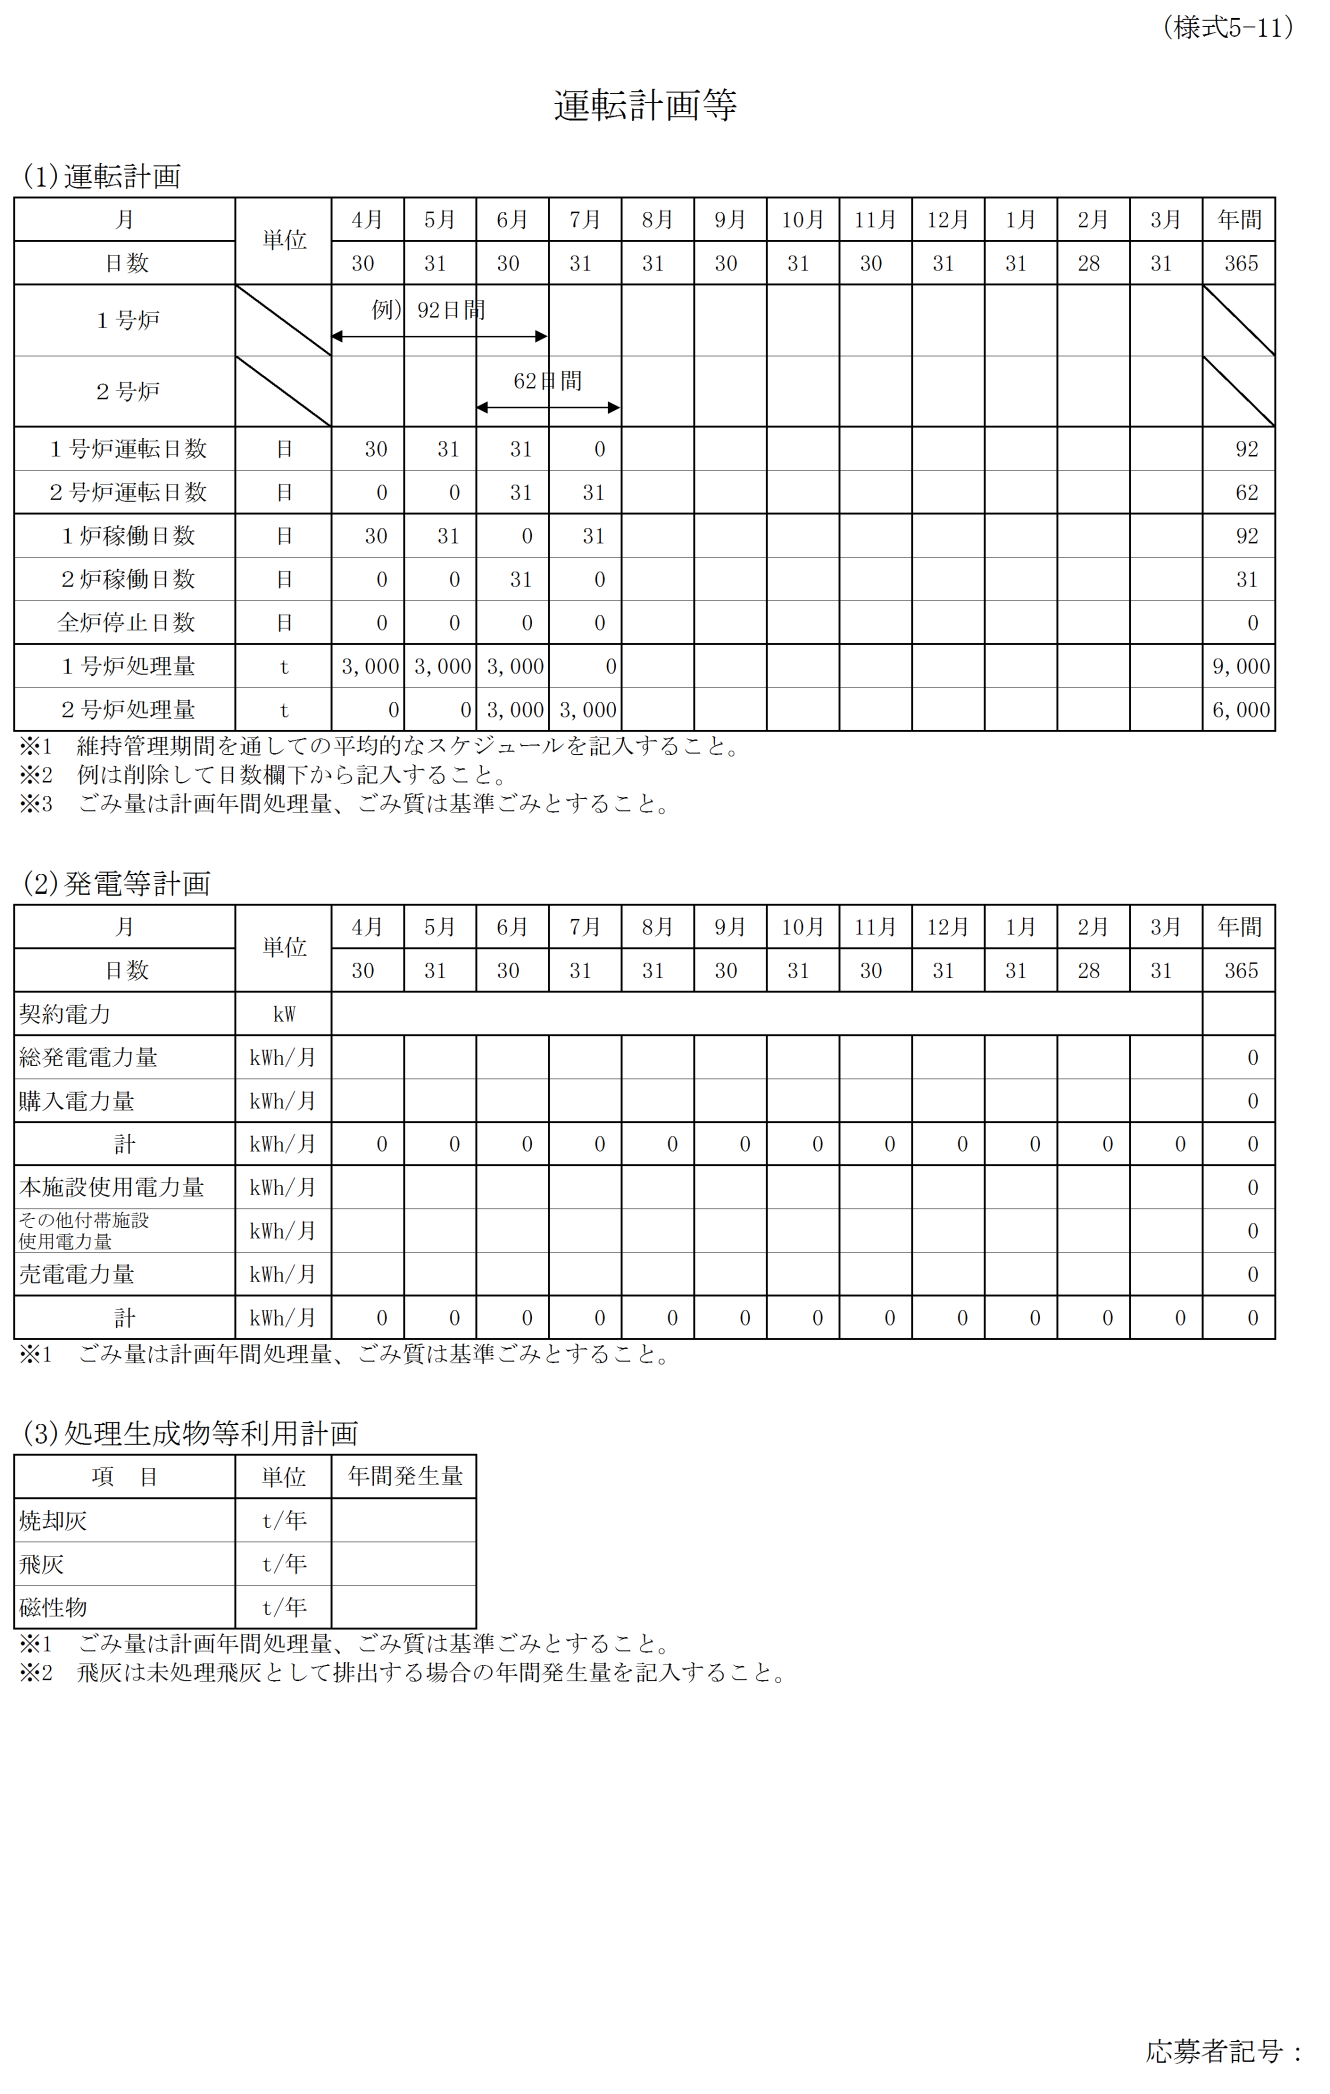 （様式5-11）
運転計画等
(1)運転計画
月 単位 4月 5月 6月 7月 8月 9月 10月 11月 12月 1月 2月 3月 年間
日数 30 31 30 31 31 30 31 30 31 31 28 31 365
１号炉 例） 92日間
２号炉 62日間
１号炉運転日数 日 30 31 31 0 92
２号炉運転日数 日 0 0 31 31 62
１炉稼働日数 日 30 31 0 31 92
２炉稼働日数 日 0 0 31 0 31
全炉停止日数 日 0 0 0 0 0
１号炉処理量 t 3,000 3,000 3,000 0 9,000
２号炉処理量 t 0 0 3,000 3,000 6,000
※1　維持管理期間を通しての平均的なスケジュールを記入すること。
※2　例は削除して日数欄下から記入すること。
※3　ごみ量は計画年間処理量、ごみ質は基準ごみとすること。
(2)発電等計画
月 単位 4月 5月 6月 7月 8月 9月 10月 11月 12月 1月 2月 3月 年間
日数 30 31 30 31 31 30 31 30 31 31 28 31 365
契約電力 kW
総発電電力量 kWh/月 0
購入電力量 kWh/月 0
計 kWh/月 0 0 0 0 0 0 0 0 0 0 0 0 0
本施設使用電力量 kWh/月 0
その他付帯施設
使用電力量 kWh/月 0
売電電力量 kWh/月 0
計 kWh/月 0 0 0 0 0 0 0 0 0 0 0 0 0
※1　ごみ量は計画年間処理量、ごみ質は基準ごみとすること。
(3)処理生成物等利用計画
項　目 単位 年間発生量
焼却灰 t/年
飛灰 t/年
磁性物 t/年
※1　ごみ量は計画年間処理量、ごみ質は基準ごみとすること。
※2　飛灰は未処理飛灰として排出する場合の年間発生量を記入すること。
応募者記号：